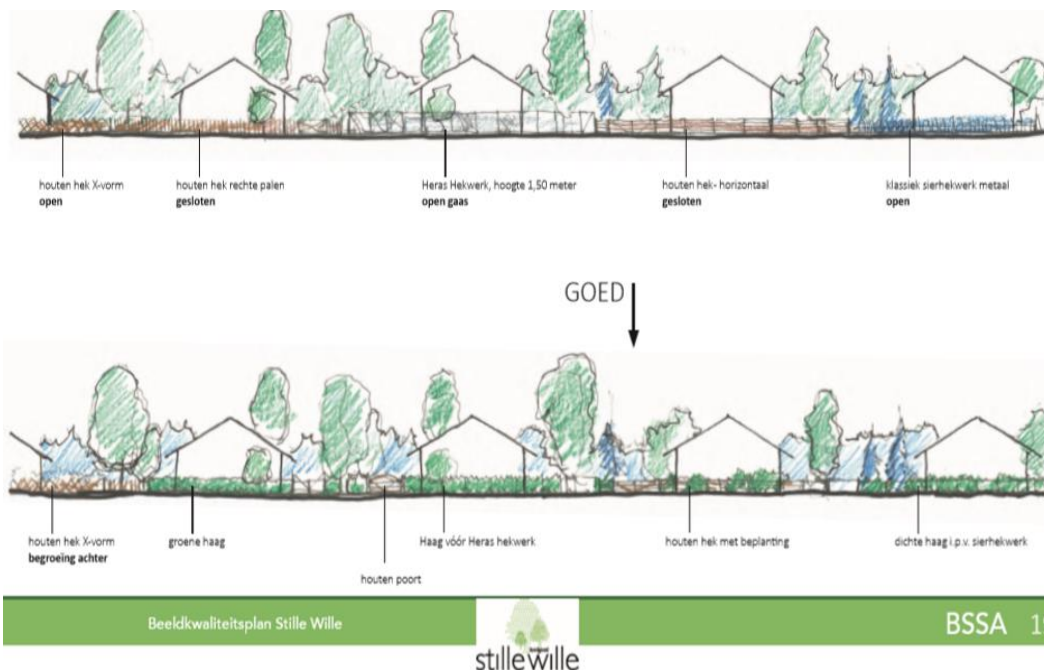 houten hek X-vorm
open
houten hek rechte palen
gesloten
Heras Hekwerk, hoogte 1,50 meter
open gaas
houten hek- horizontaal
gesloten
klassiek sierhekwerk metaal
open
GOED
houten hek X-vorm
begroeing achter
groene haag
houten poort
Haag vóór Heras hekwerk
houten hek met beplanting
dichte haag i.p.v. sierhekwerk
Beeldkwaliteitsplan Stille Wille
stille wille
BSSA